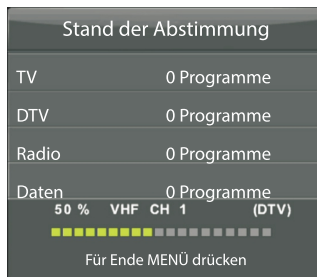 Stand der Abstimmung
TV 0 Programme
DTV 0 Programme
Radio 0 Programme
Daten 0 Programme
50 % VHF CH 1 (DTV)
Für Ende MENÜ drücken